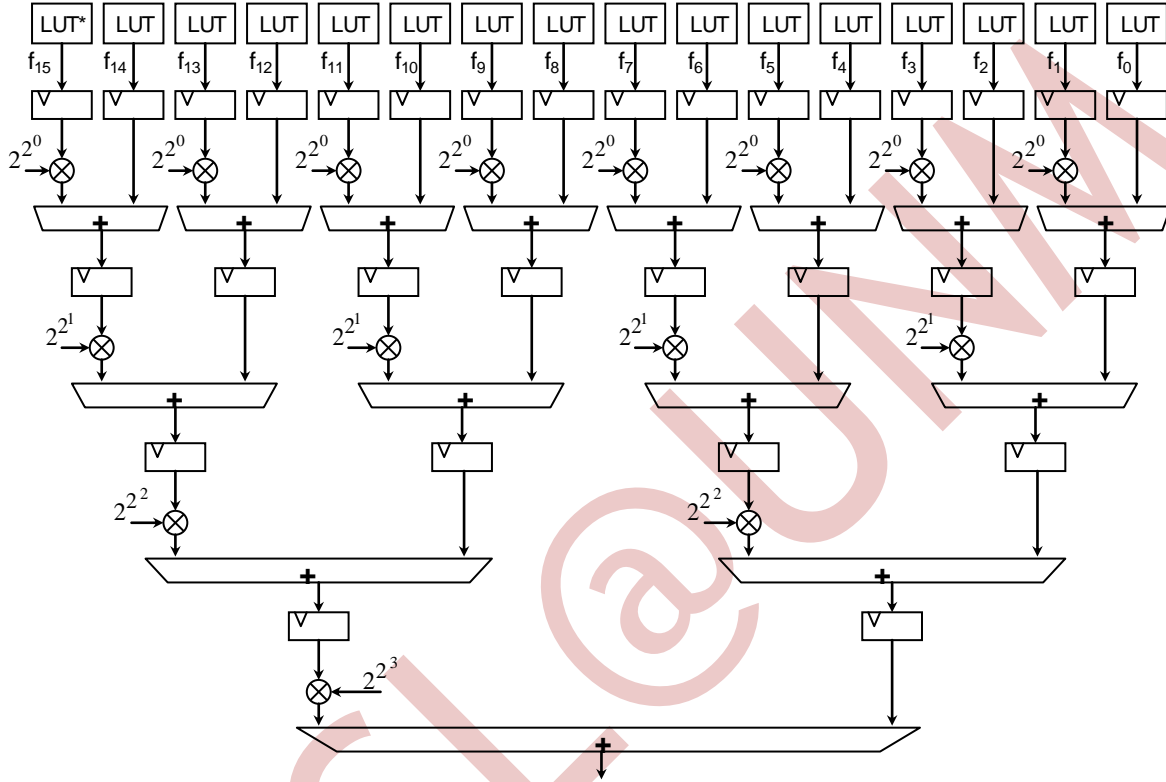 LUT* LUT LUT LUT LUT LUT LUT LUT LUT LUT LUT LUT LUT LUT LUT LUT
f15 f14 f13 f12 f11 f10 f9 f8 f7 f6 f5 f4 f3 f2 f1 f0
2^2^0 2^2^0 2^2^0 2^2^0 2^2^0 2^2^0 2^2^0 2^2^0
+ + + + + + + +
2^2^1 2^2^1 2^2^1 2^2^1
+ + + +
2^2^2 2^2^2
+ +
2^2^3
+
L@UNM